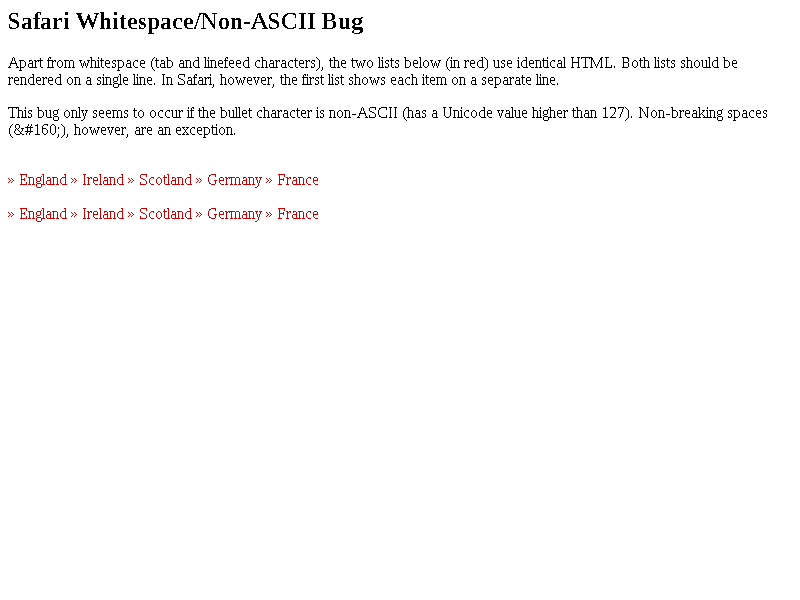 Safari Whitespace/Non-ASCII Bug
Apart from whitespace (tab and linefeed characters), the two lists below (in red) use identical HTML. Both lists should be
rendered on a single line. In Safari, however, the first list shows each item on a separate line.
This bug only seems to occur if the bullet character is non-ASCII (has a Unicode value higher than 127). Non-breaking spaces
(&#160;), however, are an exception.
» England » Ireland » Scotland » Germany » France
» England » Ireland » Scotland » Germany » France